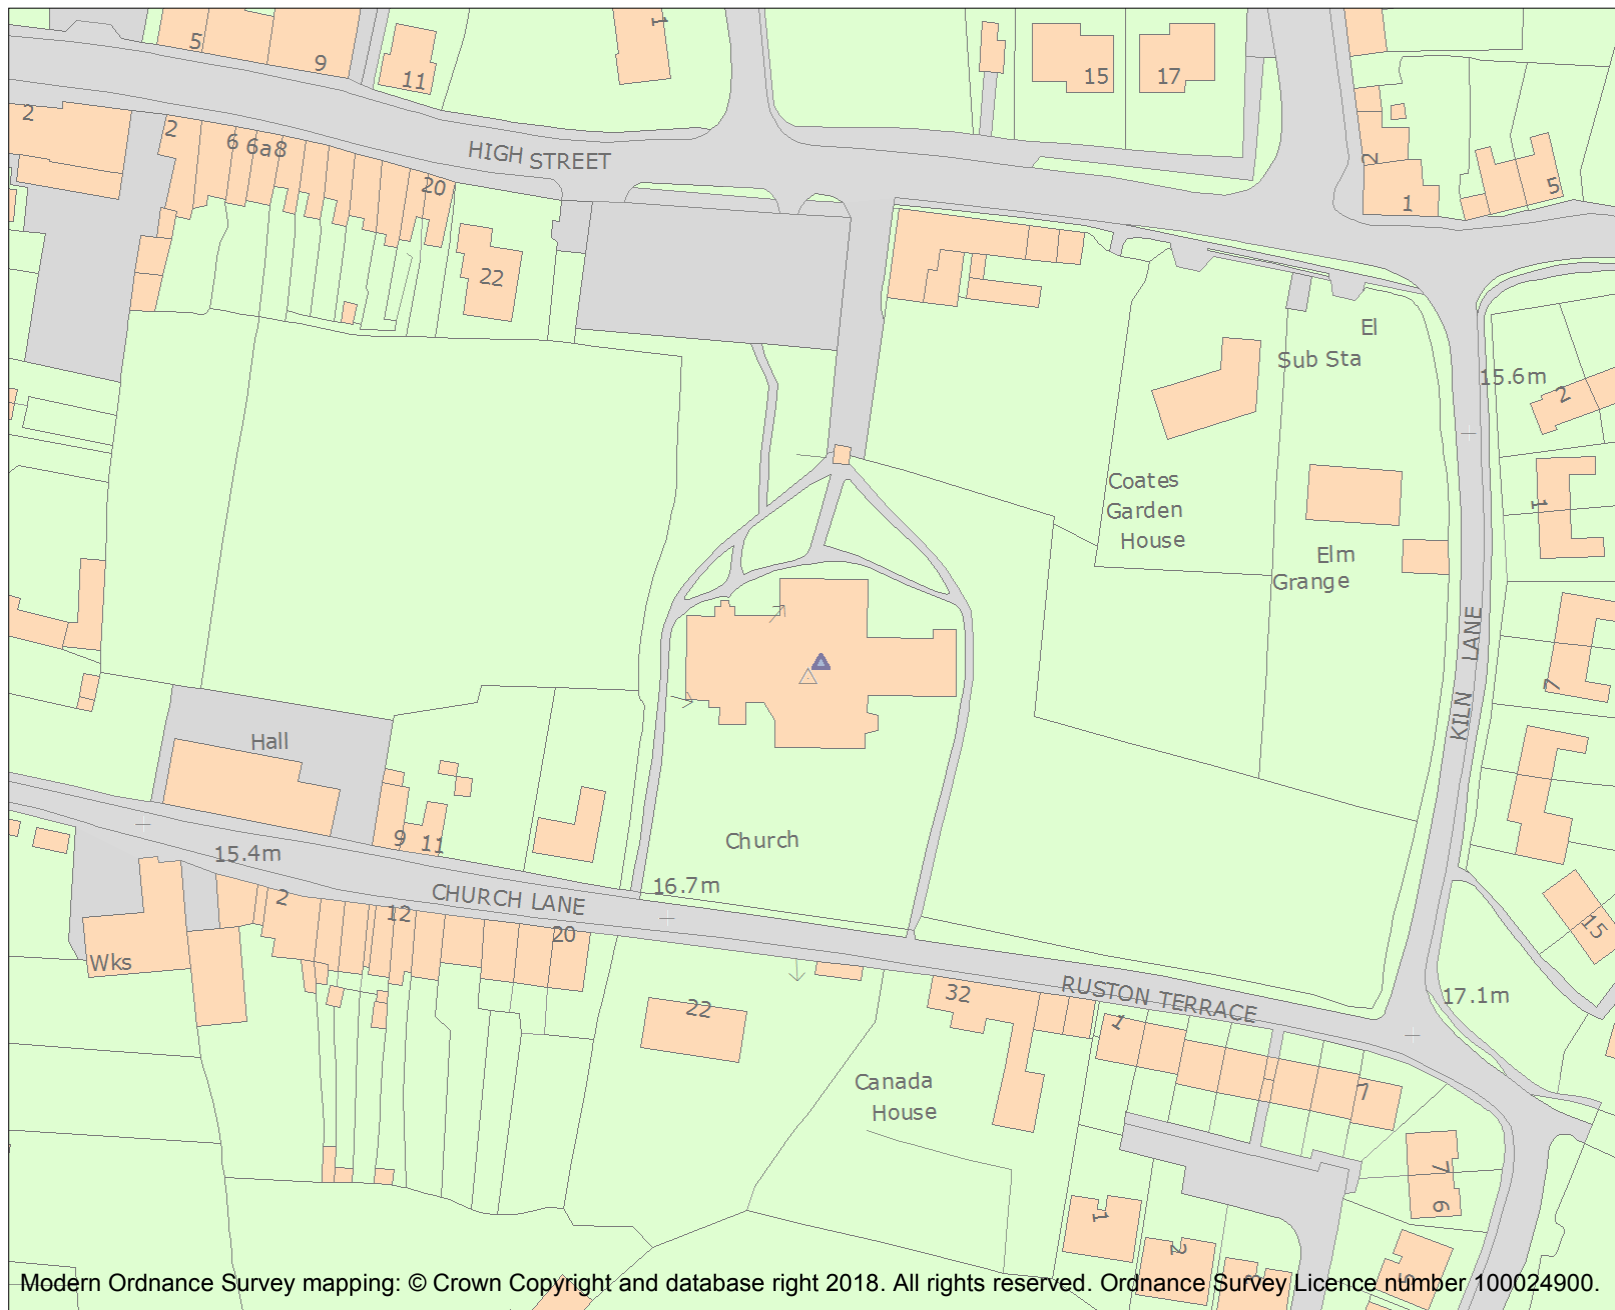 1
5
9
11
15
17
2
2
6 6a 8
HIGH STREET
2
20
5
1
22
El
Sub Sta
15.6m
2
Coates
Garden
House
1
Elm
Grange
KILN LANE
7
Hall
9
11
Church
15.4m
16.7m
CHURCH LANE
2
12
20
15
Wks
32
RUSTON TERRACE
17.1m
22
1
Canada
House
7
7
6
1
2
3
5
Modern Ordnance Survey mapping: © Crown Copyright and database right 2018. All rights reserved. Ordnance Survey Licence number 100024900.